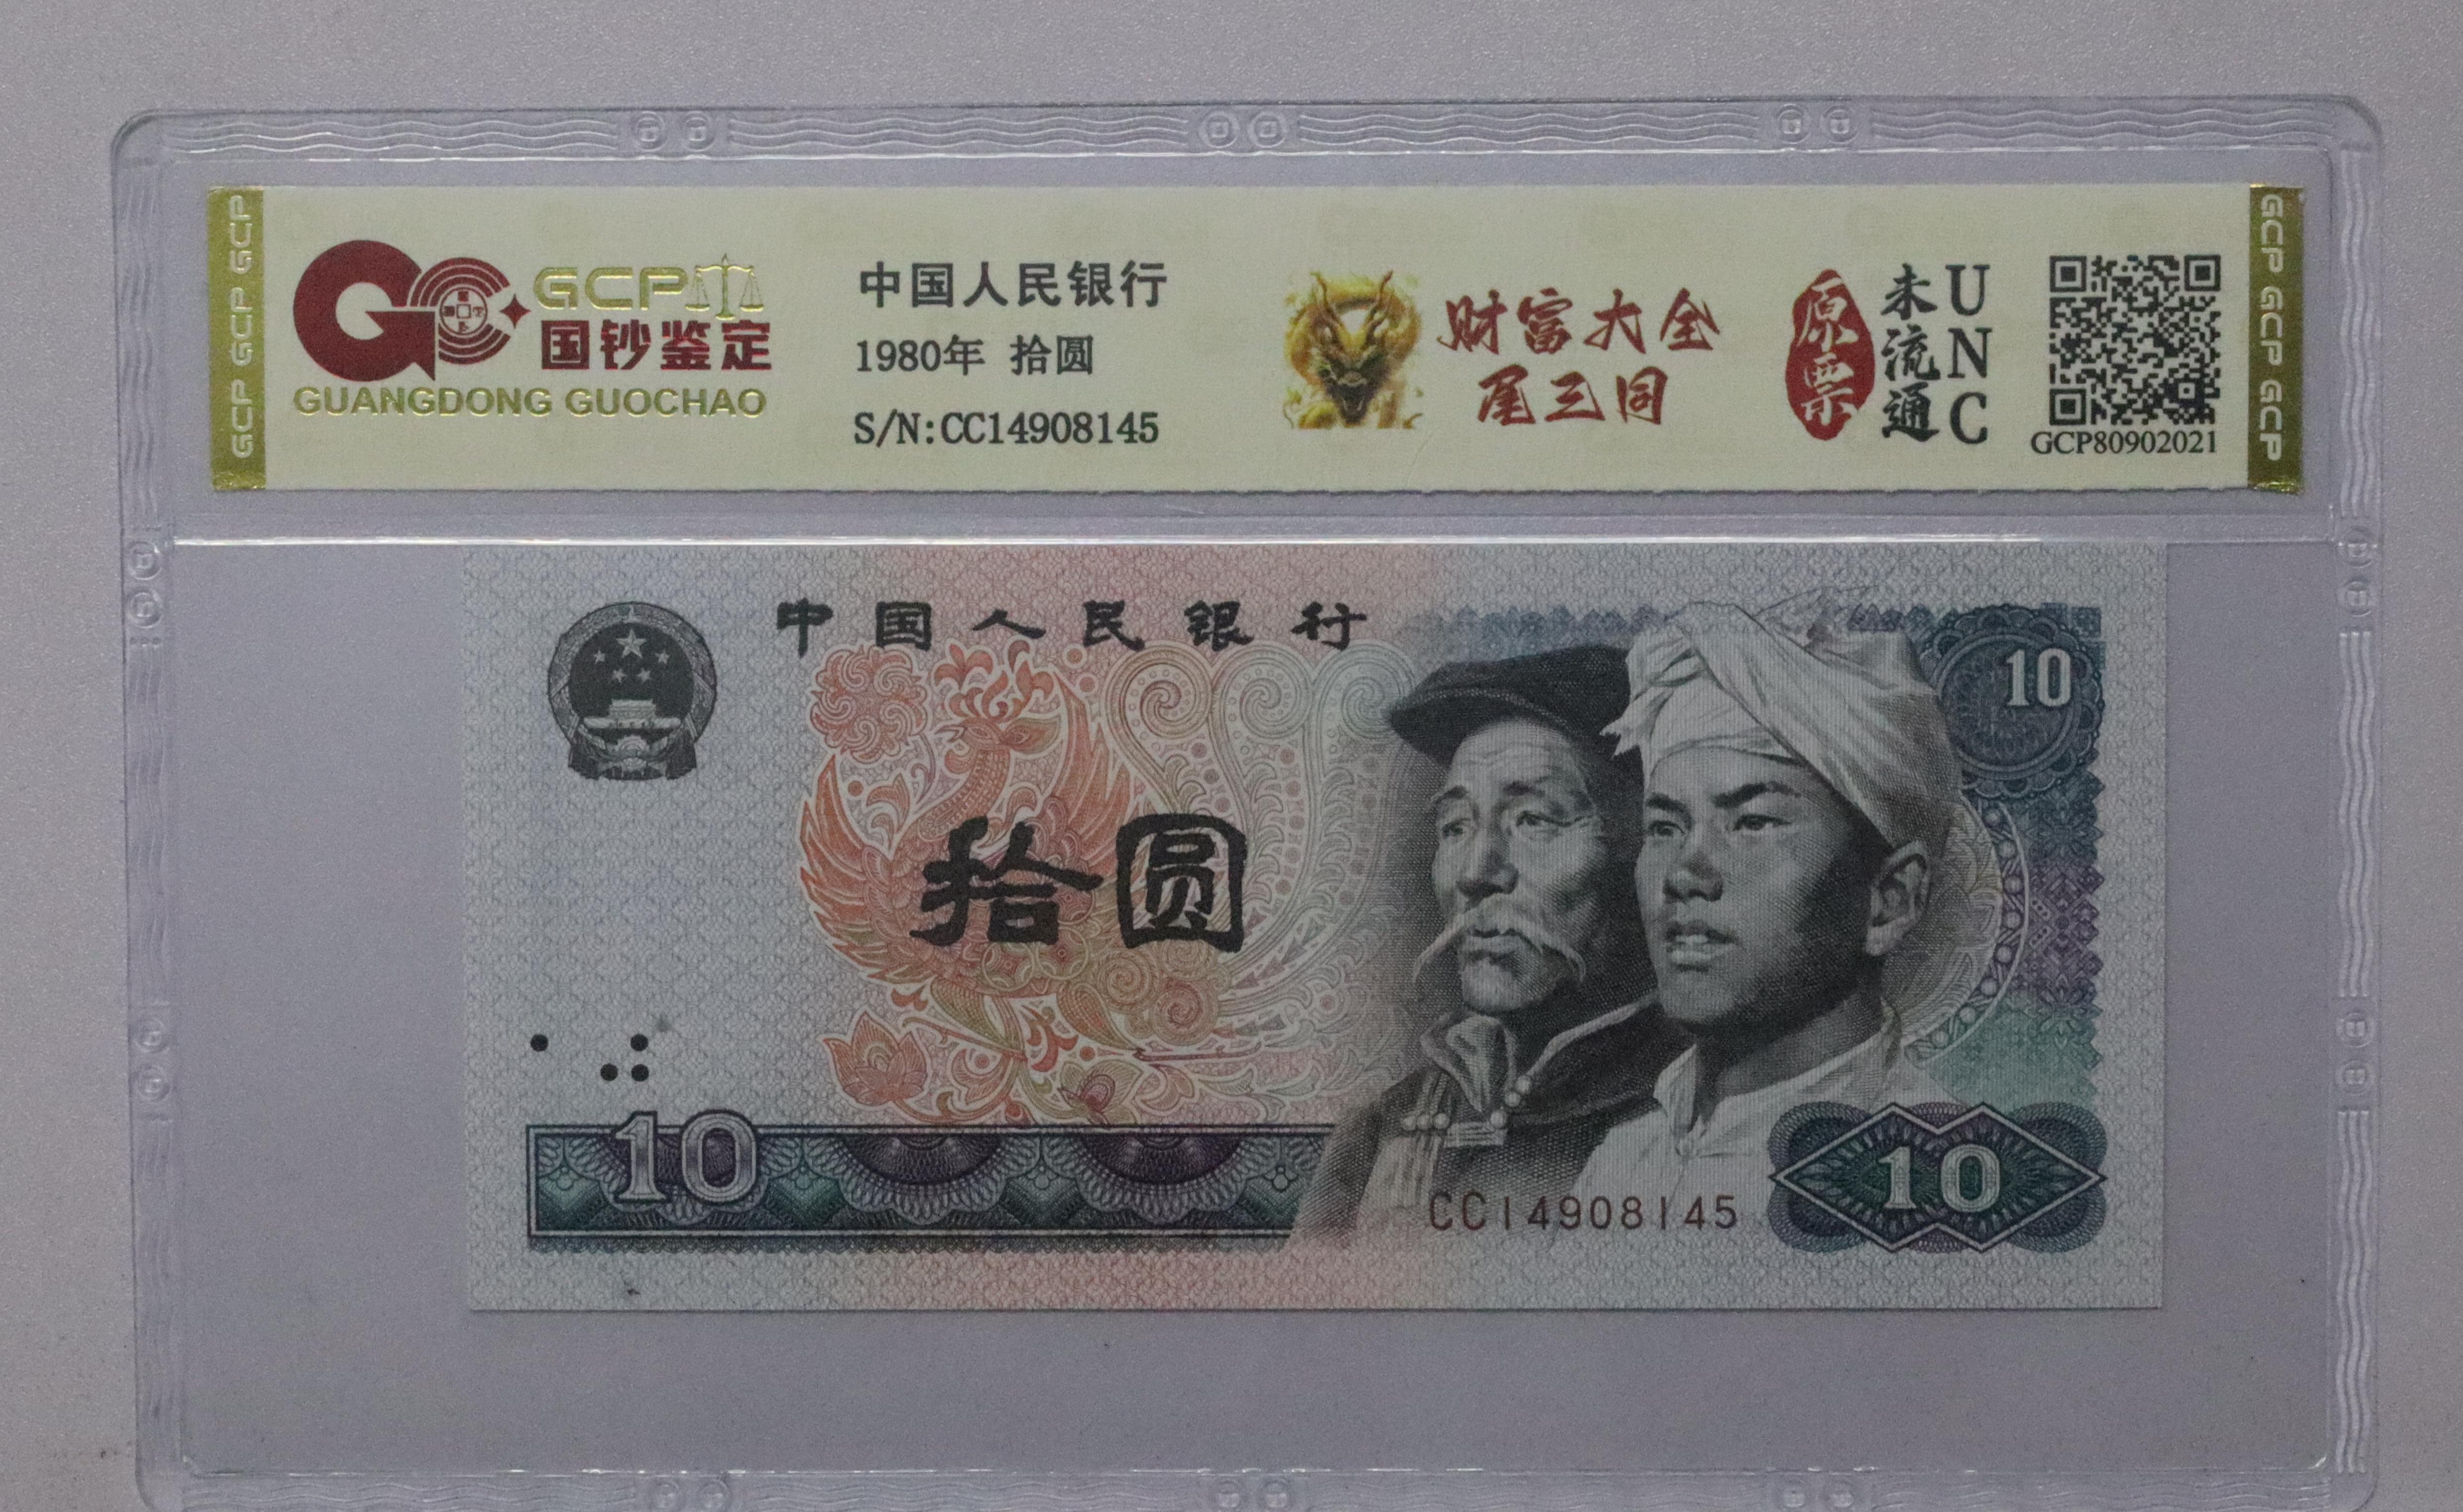 GCP
国钞鉴定
GUANGDONG GUOCHAO
中国人民银行
1980年 拾圆
S/N:CC14908145
财富大全
尾三同
原票
未流通
UNC
GCP80902021
GCP GCP GCP
GCP GCP GCP
中国人民银行
10
拾圆
10
CC14908145
10